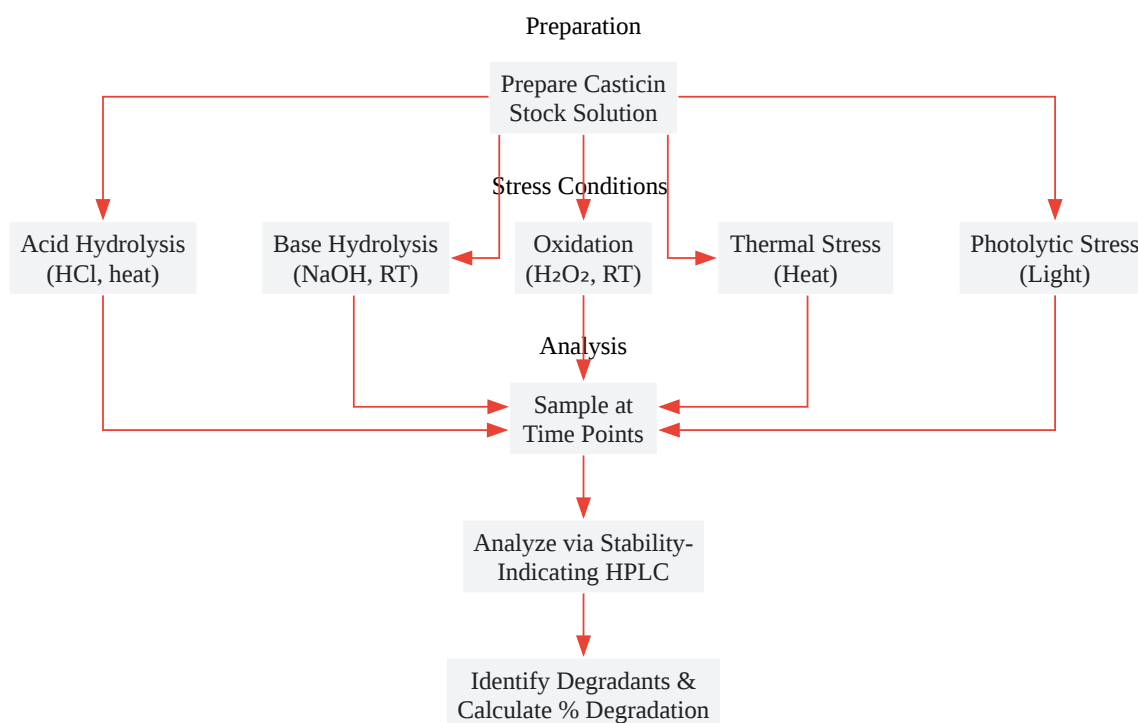 Preparation
Prepare Casticin
Stock Solution
Stress Conditions
Acid Hydrolysis
(HCl, heat)
Base Hydrolysis
(NaOH, RT)
Oxidation
(H₂O₂, RT)
Thermal Stress
(Heat)
Photolytic Stress
(Light)
Analysis
Sample at
Time Points
Analyze via Stability-
Indicating HPLC
Identify Degradants &
Calculate % Degradation